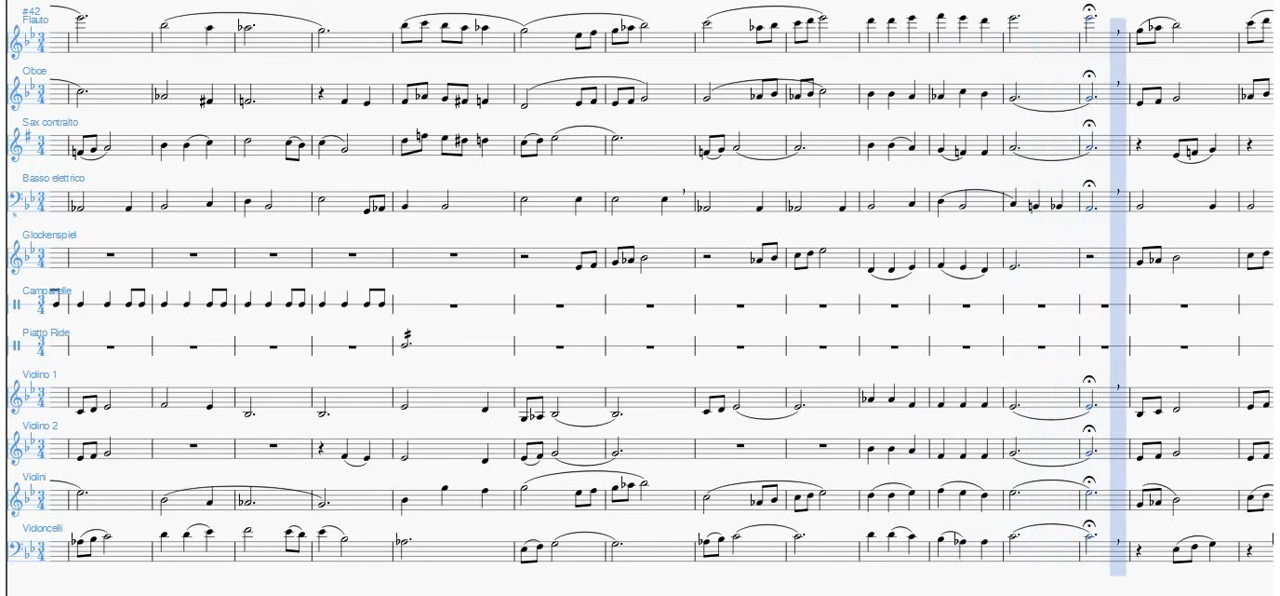 #42
Flauto
Oboe
Sax contralto
Basso elettrico
Glockenspiel
Campanelle
Piatto Ride
Violino 1
Violino 2
Violini
Violoncelli